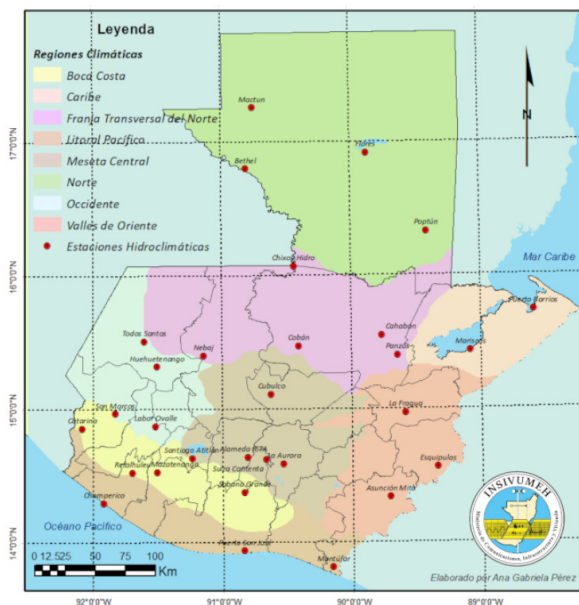 Leyenda
Regiones Climáticas
Boca Costa
Caribe
Franja Transversal del Norte
Litoral Pacífico
Meseta Central
Norte
Occidente
Valles de Oriente
Estaciones Hidroclimáticas
N
Mactun
Flores
Bethel
Paptún
17°0'0"N
Chixoy Hidro
Mar Caribe
16°0'0"N
Puerto Barrios
Todos Santos
Nebaj
Cobán
Cahabón
Panzós
Mariscos
Huehuetenango
Cubulco
15°0'0"N
San Marcos
Catarina
Labor Ovalle
La Fragua
Santiago Atitlán
Alameda ICTA
La Aurora
Esquipulas
Retalhuleu
Mazatenango
Suiza Contenta
Sabana Grande
Asunción Mita
Champerico
INSIVUMEH
Océano Pacífico
14°0'0"N
Puerto San José
Montúfar
0 12.525 50 75 100
Km
Elaborado por Ana Gabriela Pérez
92°0'0"W 91°0'0"W 90°0'0"W 89°0'0"W